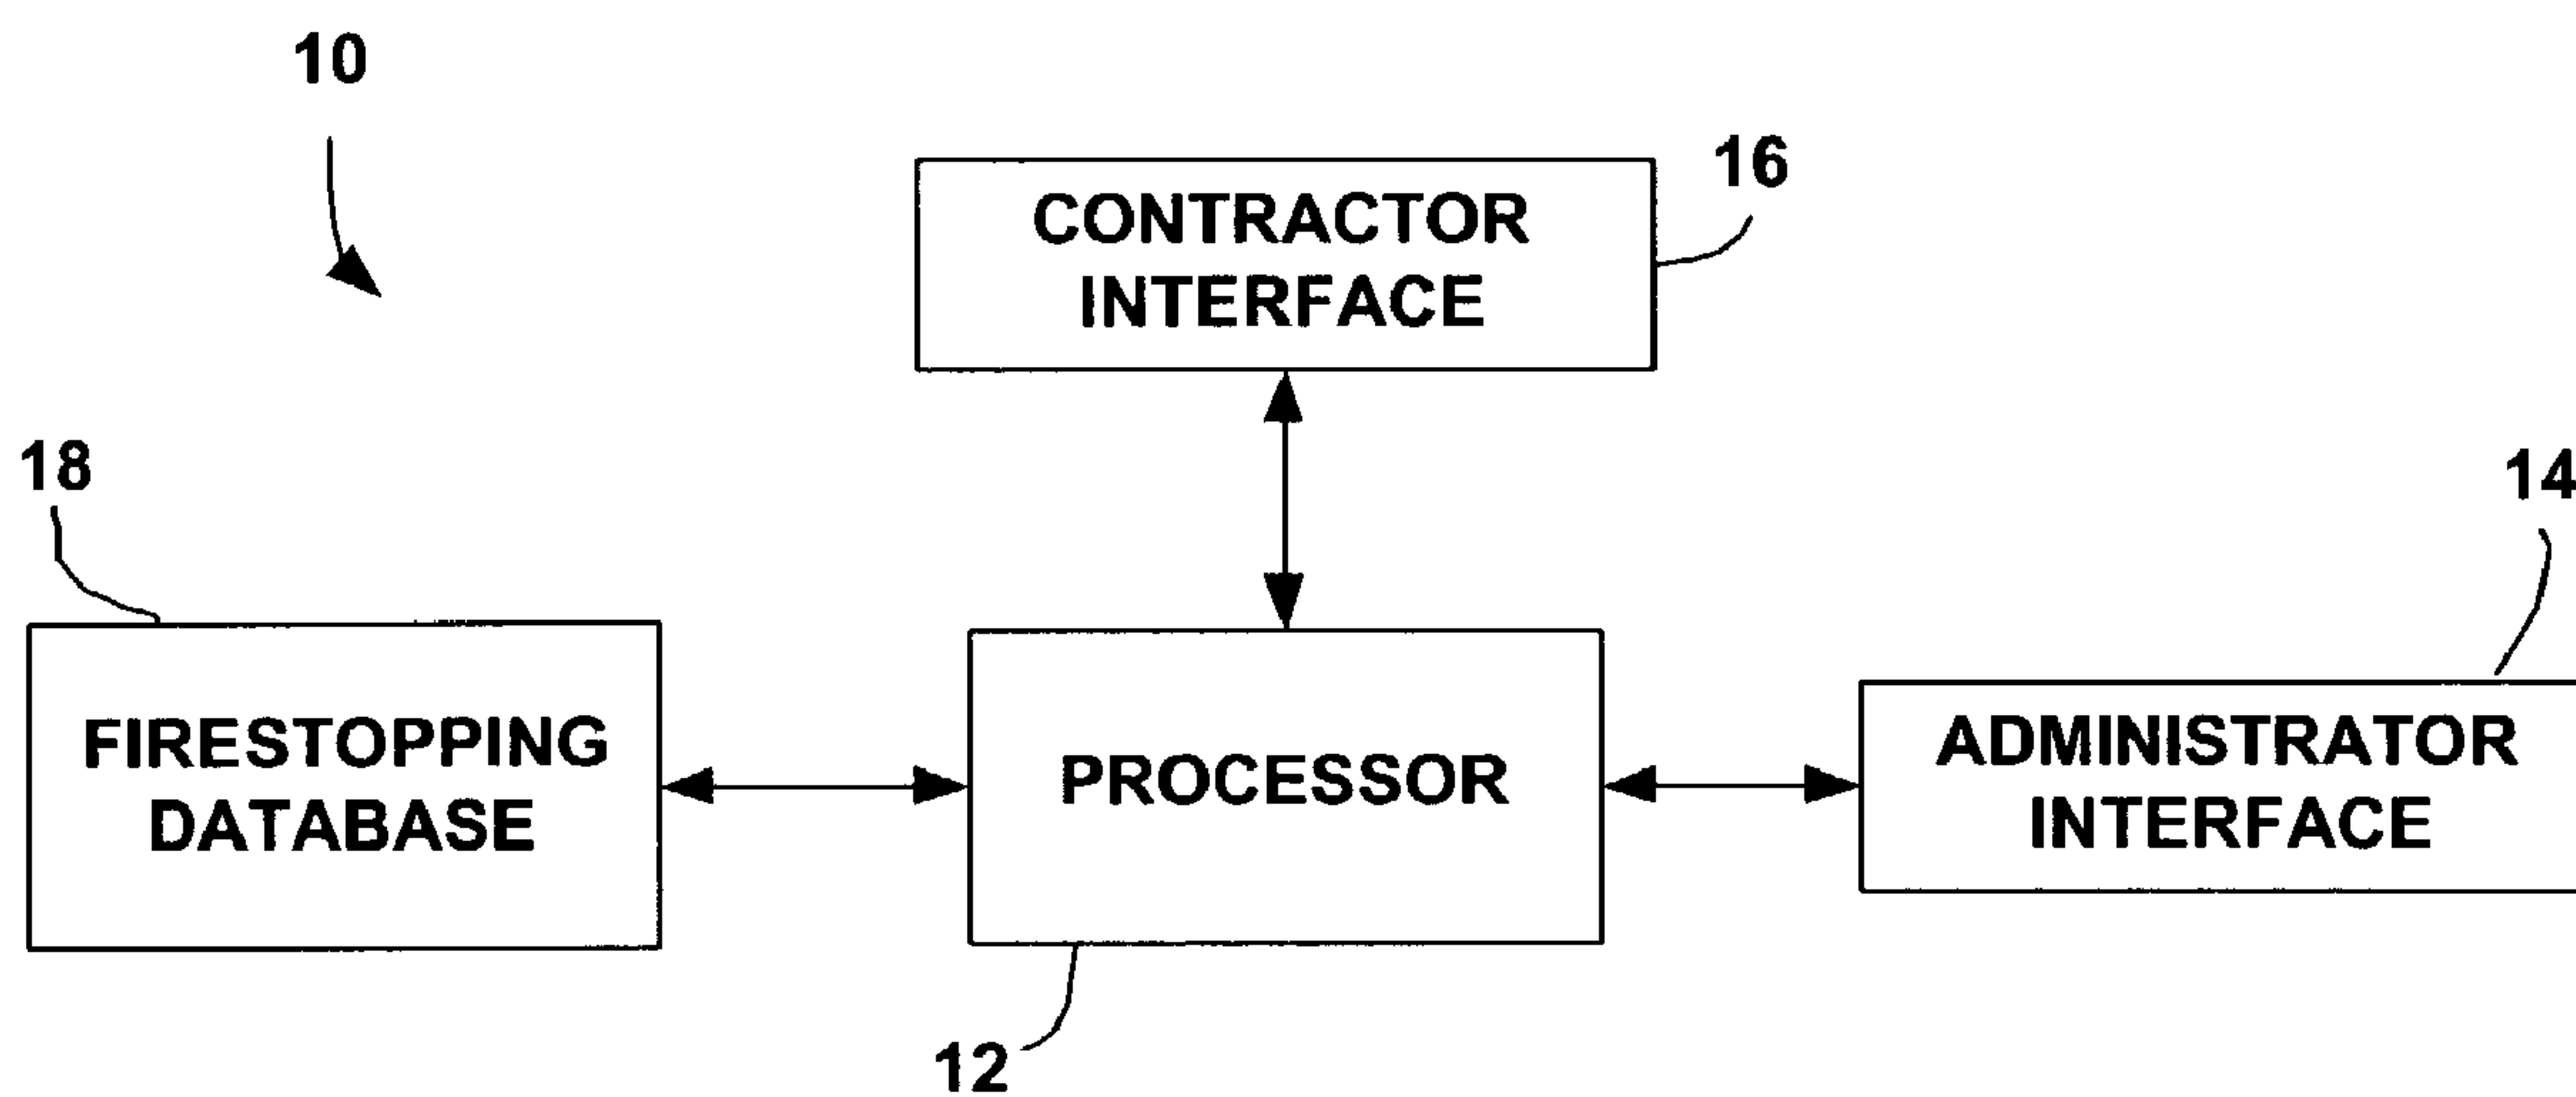 10
16
CONTRACTOR
INTERFACE
18
14
FIRESTOPPING
DATABASE
PROCESSOR
ADMINISTRATOR
INTERFACE
12